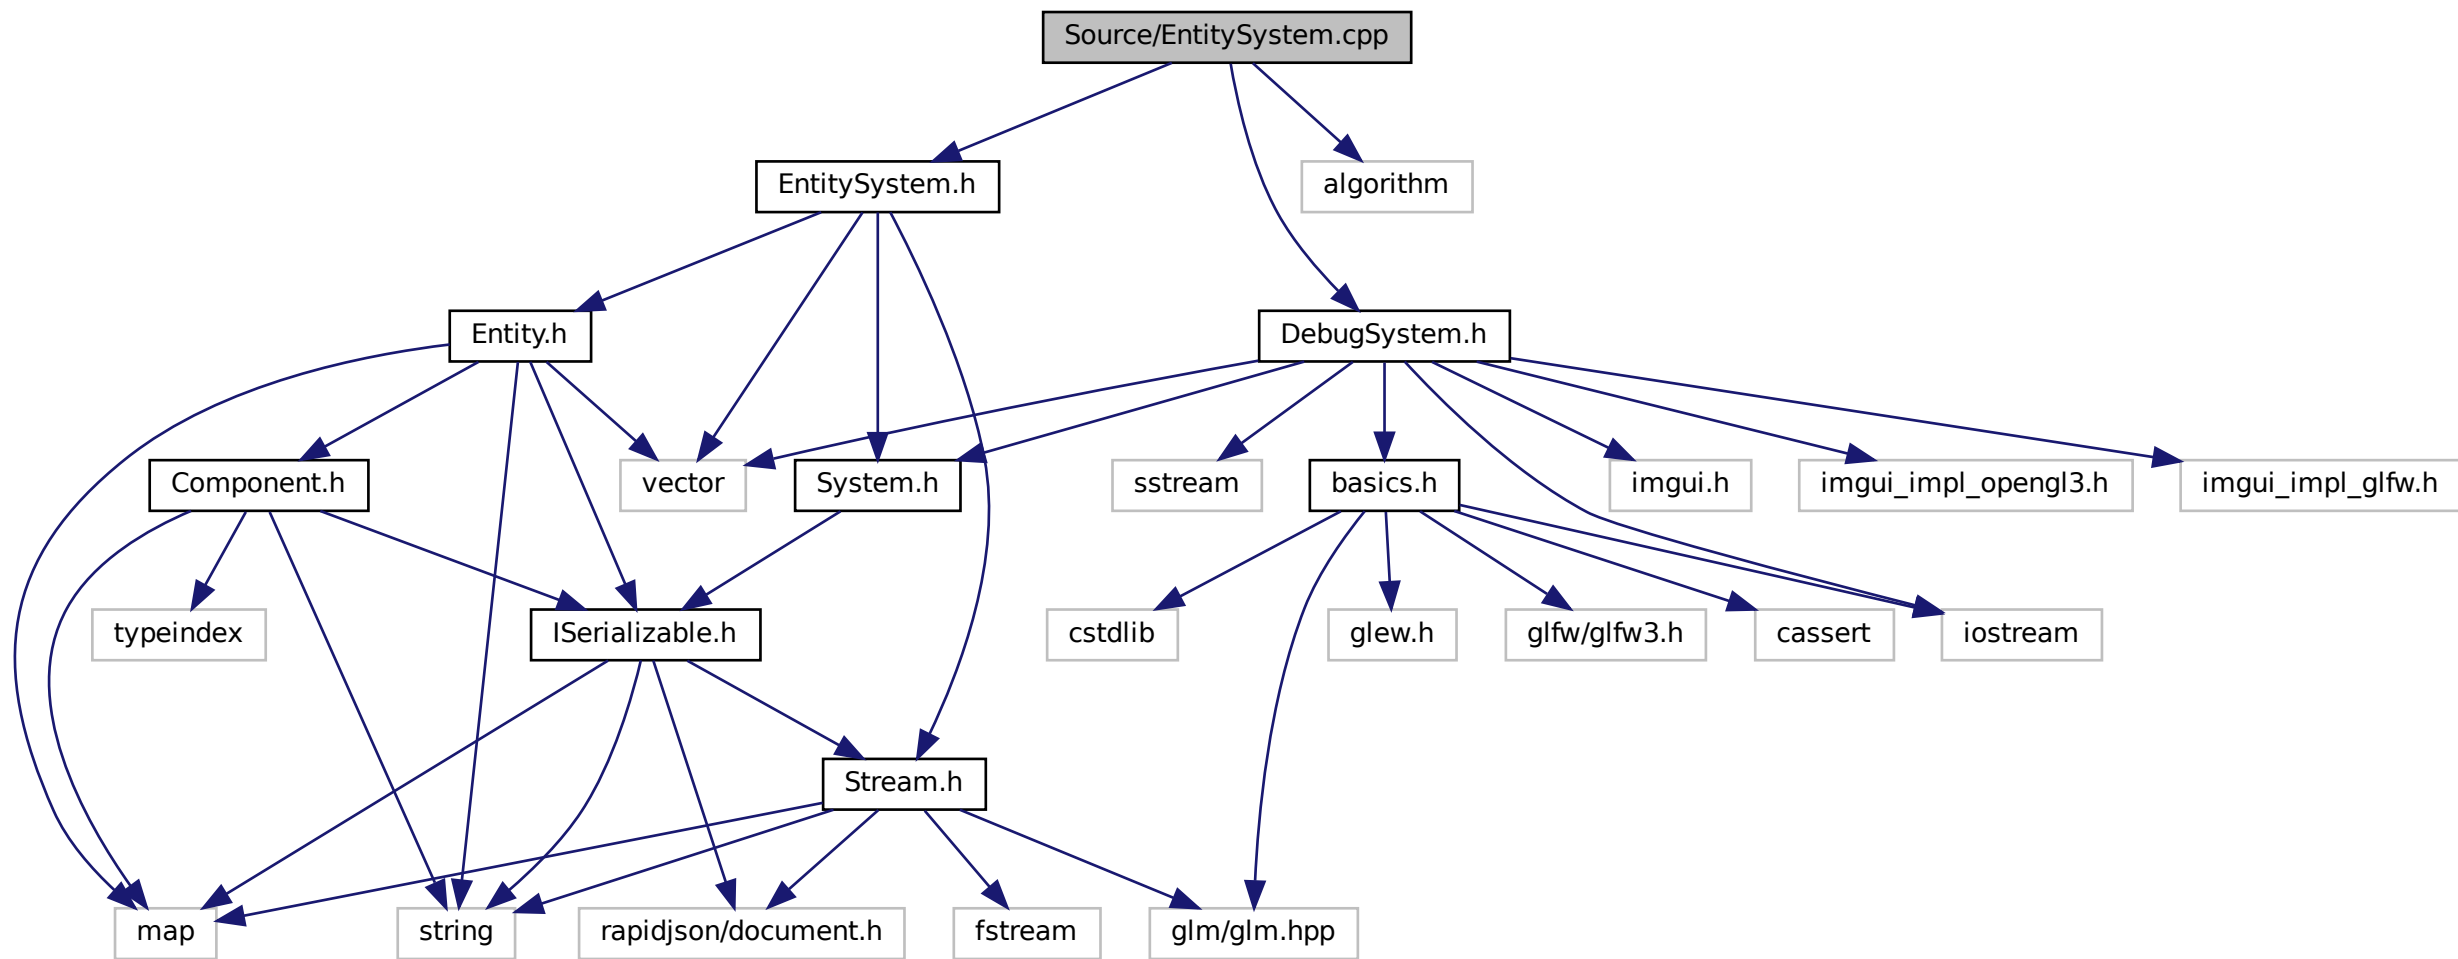 Source/EntitySystem.cpp
EntitySystem.h
algorithm
Entity.h
DebugSystem.h
Component.h
vector
System.h
sstream
basics.h
imgui.h
imgui_impl_opengl3.h
imgui_impl_glfw.h
typeindex
ISerializable.h
cstdlib
glew.h
glfw/glfw3.h
cassert
iostream
Stream.h
map
string
rapidjson/document.h
fstream
glm/glm.hpp